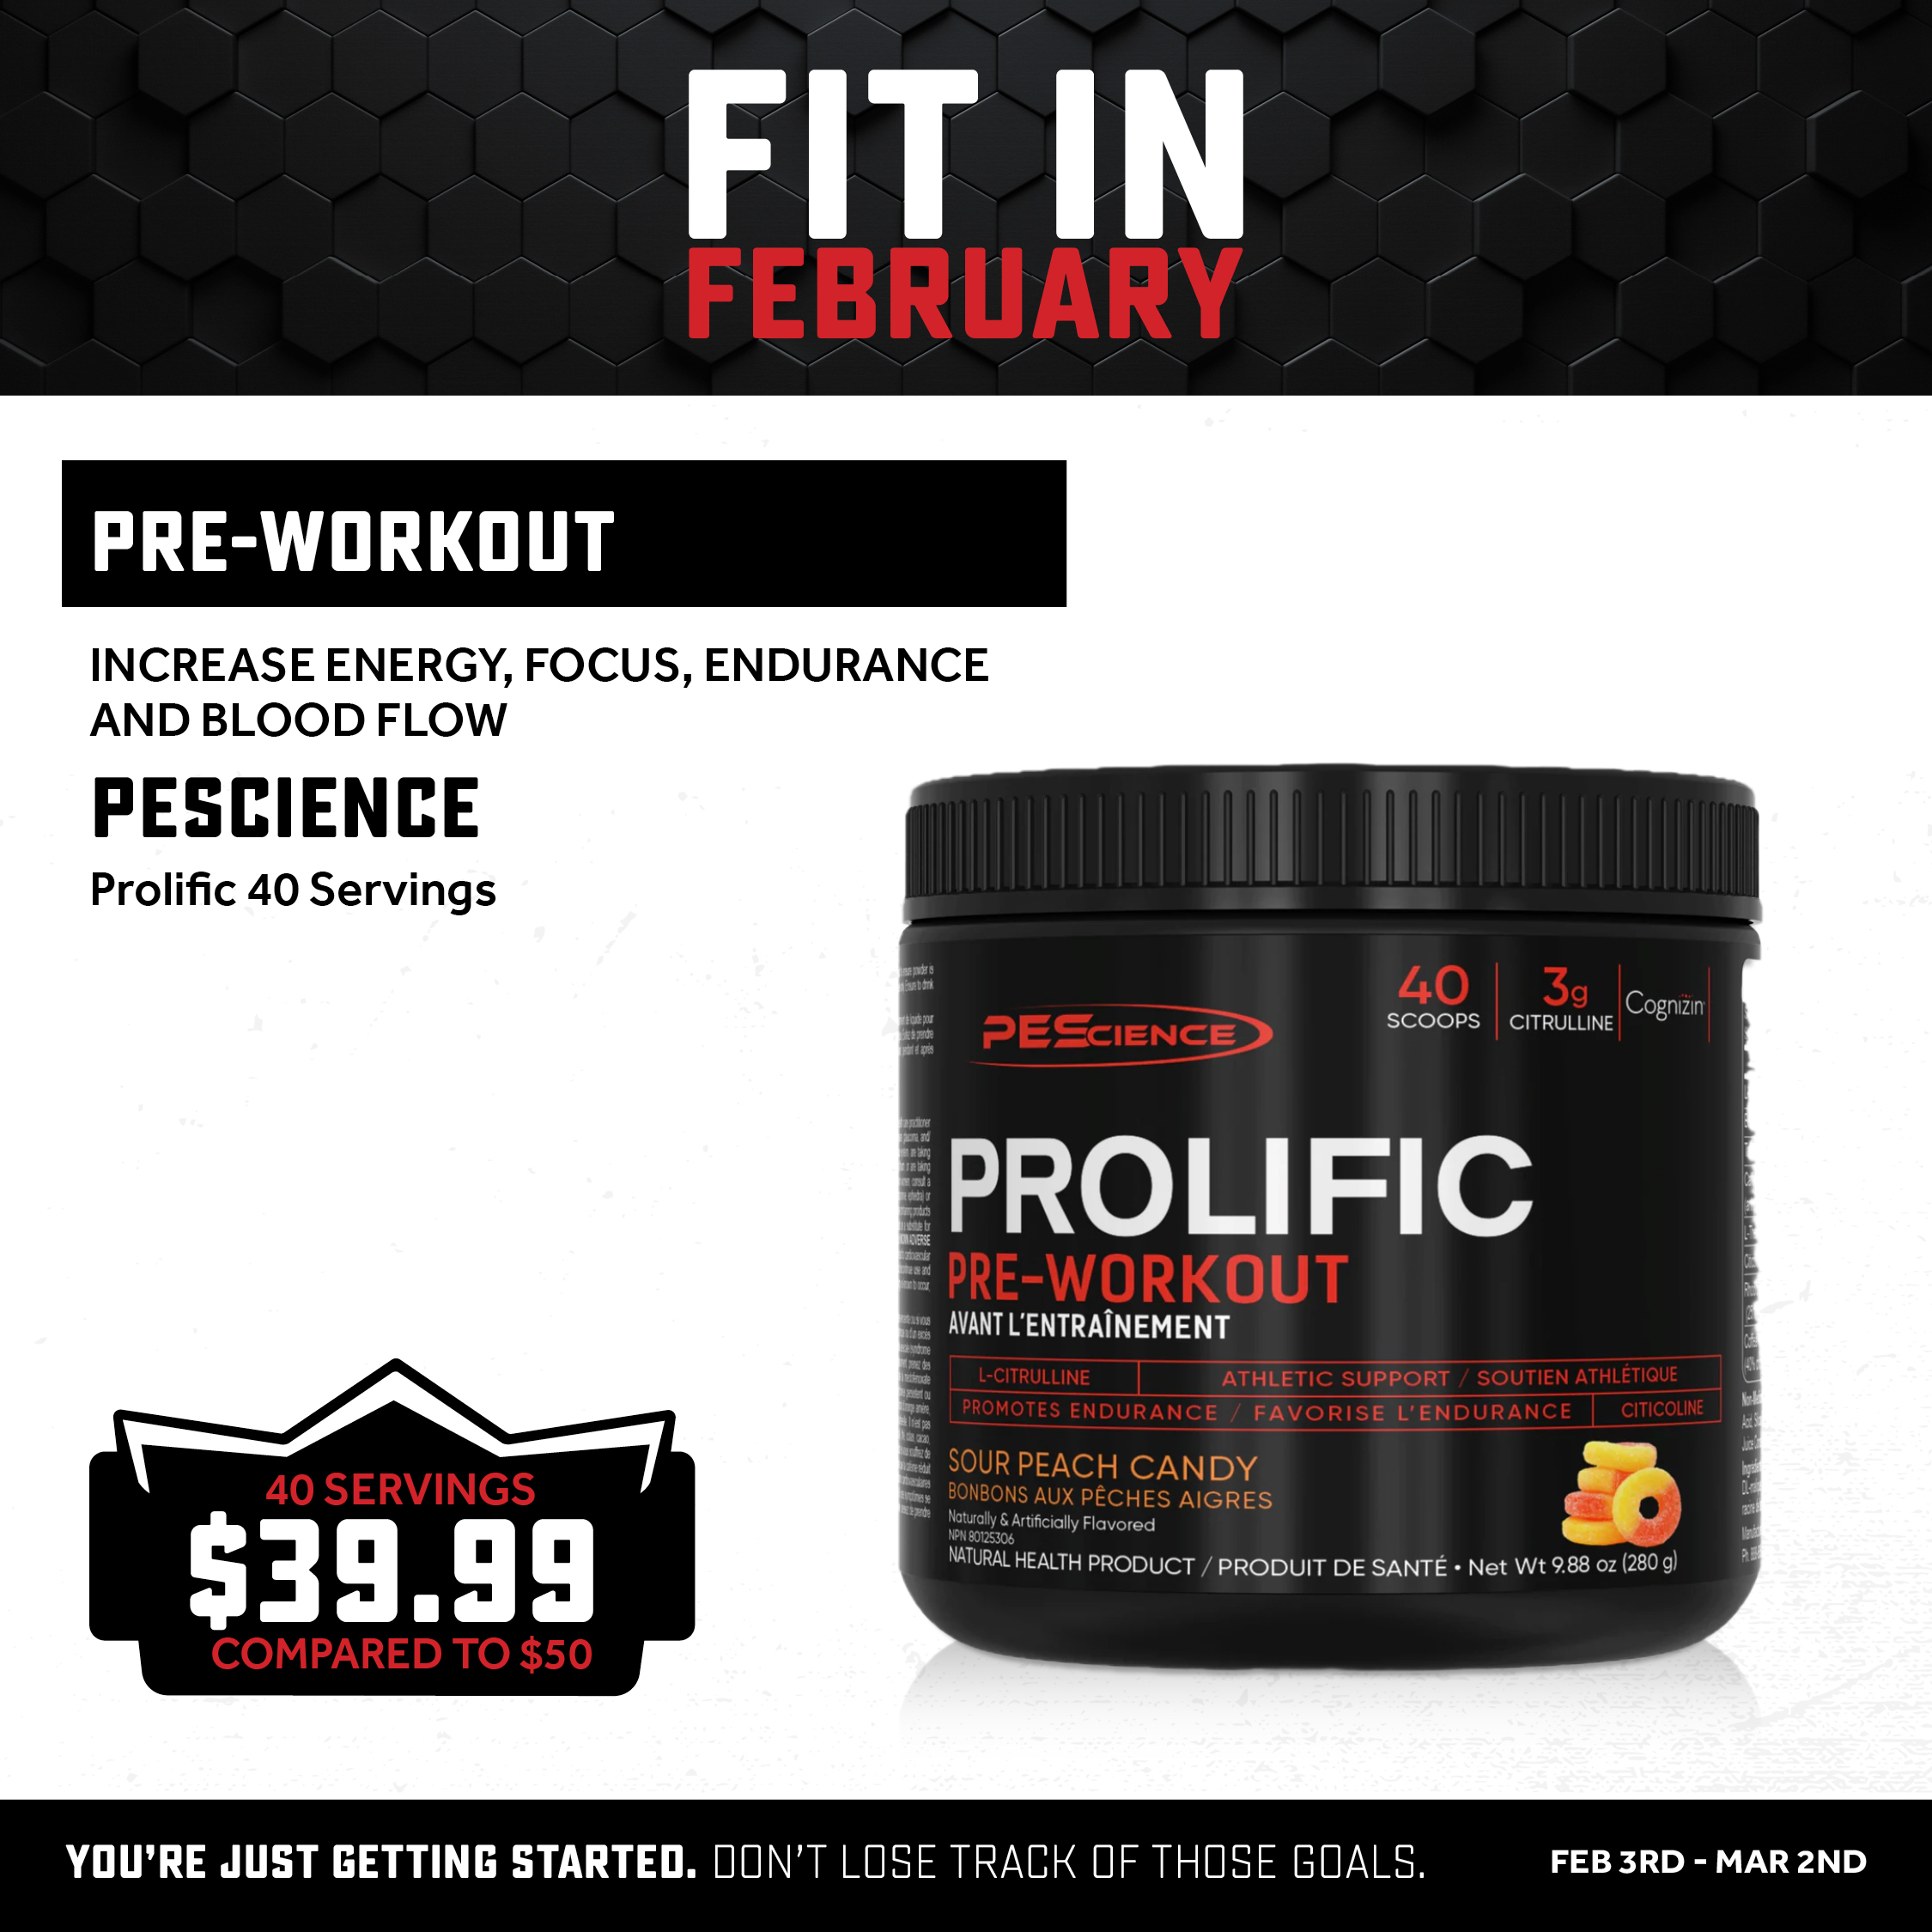 FIT IN
FEBRUARY
PRE-WORKOUT
INCREASE ENERGY, FOCUS, ENDURANCE
AND BLOOD FLOW
PESCIENCE
Prolific 40 Servings
40 SERVINGS
$39.99
COMPARED TO $50
40
SCOOPS
3g
CITRULLINE
Cognizin
PESCIENCE
PROLIFIC
PRE-WORKOUT
AVANT L'ENTRAÎNEMENT
L-CITRULLINE
ATHLETIC SUPPORT / SOUTIEN ATHLÉTIQUE
PROMOTES ENDURANCE / FAVORISE L'ENDURANCE
CITICOLINE
SOUR PEACH CANDY
BONBONS AUX PÊCHES AIGRES
Naturally & Artificially Flavored
NPN 80125306
NATURAL HEALTH PRODUCT / PRODUIT DE SANTÉ • Net Wt 9.88 oz (280 g)
YOU'RE JUST GETTING STARTED. DON'T LOSE TRACK OF THOSE GOALS.
FEB 3RD - MAR 2ND